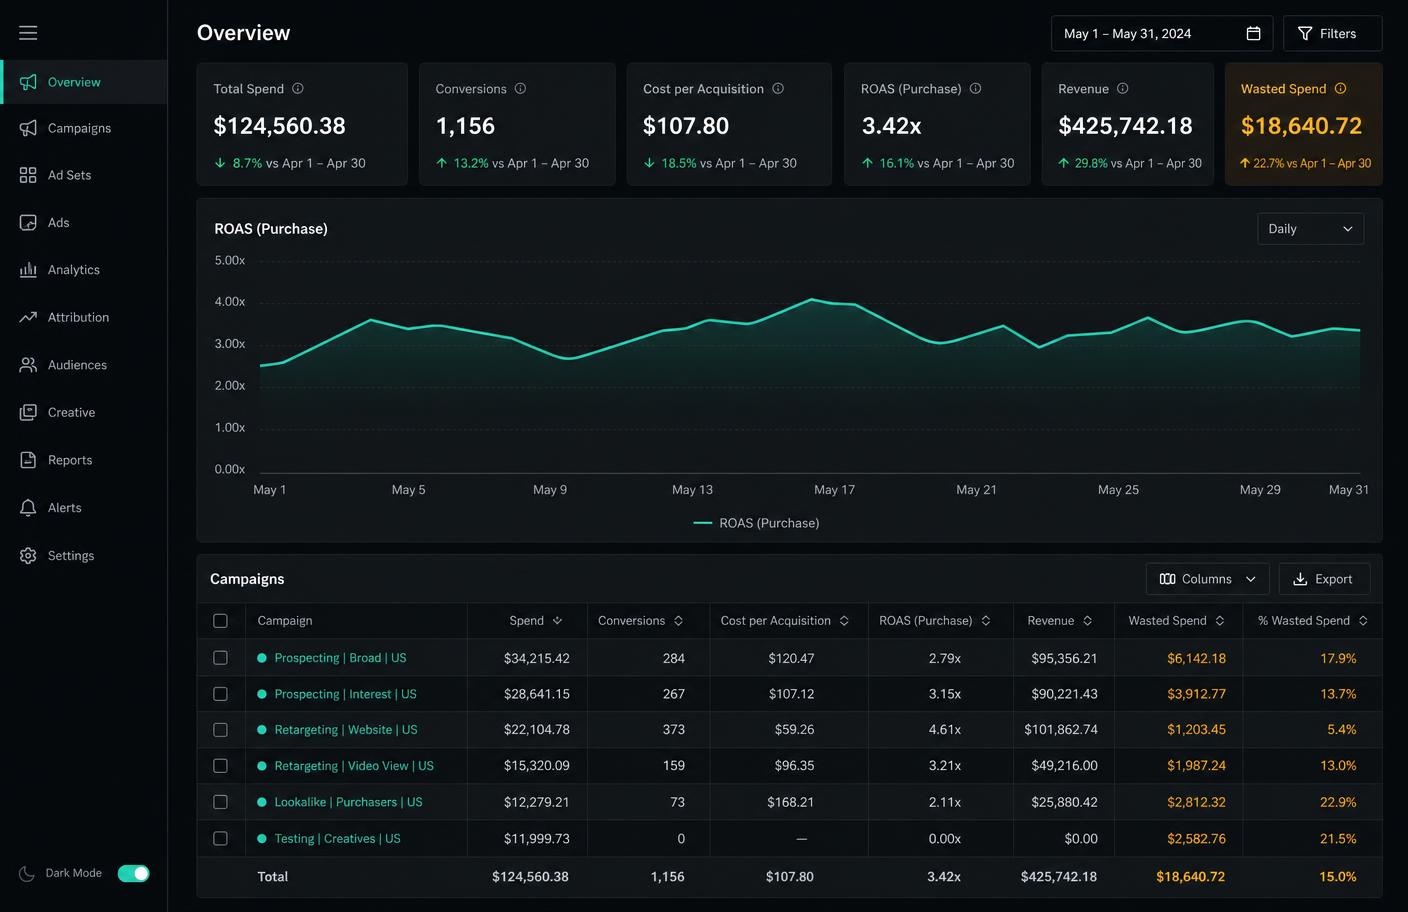 Overview
May 1 – May 31, 2024
Filters
Overview
Campaigns
Ad Sets
Ads
Analytics
Attribution
Audiences
Creative
Reports
Alerts
Settings
Dark Mode
Total Spend
$124,560.38
↓ 8.7% vs Apr 1 – Apr 30
Conversions
1,156
↑ 13.2% vs Apr 1 – Apr 30
Cost per Acquisition
$107.80
↓ 18.5% vs Apr 1 – Apr 30
ROAS (Purchase)
3.42x
↑ 16.1% vs Apr 1 – Apr 30
Revenue
$425,742.18
↑ 29.8% vs Apr 1 – Apr 30
Wasted Spend
$18,640.72
↑ 22.7% vs Apr 1 – Apr 30
ROAS (Purchase)
Daily
5.00x
4.00x
3.00x
2.00x
1.00x
0.00x
May 1 May 5 May 9 May 13 May 17 May 21 May 25 May 29 May 31
ROAS (Purchase)
Campaigns
Columns
Export
Campaign Spend Conversions Cost per Acquisition ROAS (Purchase) Revenue Wasted Spend % Wasted Spend
Prospecting | Broad | US $34,215.42 284 $120.47 2.79x $95,356.21 $6,142.18 17.9%
Prospecting | Interest | US $28,641.15 267 $107.12 3.15x $90,221.43 $3,912.77 13.7%
Retargeting | Website | US $22,104.78 373 $59.26 4.61x $101,862.74 $1,203.45 5.4%
Retargeting | Video View | US $15,320.09 159 $96.35 3.21x $49,216.00 $1,987.24 13.0%
Lookalike | Purchasers | US $12,279.21 73 $168.21 2.11x $25,880.42 $2,812.32 22.9%
Testing | Creatives | US $11,999.73 0 — 0.00x $0.00 $2,582.76 21.5%
Total $124,560.38 1,156 $107.80 3.42x $425,742.18 $18,640.72 15.0%